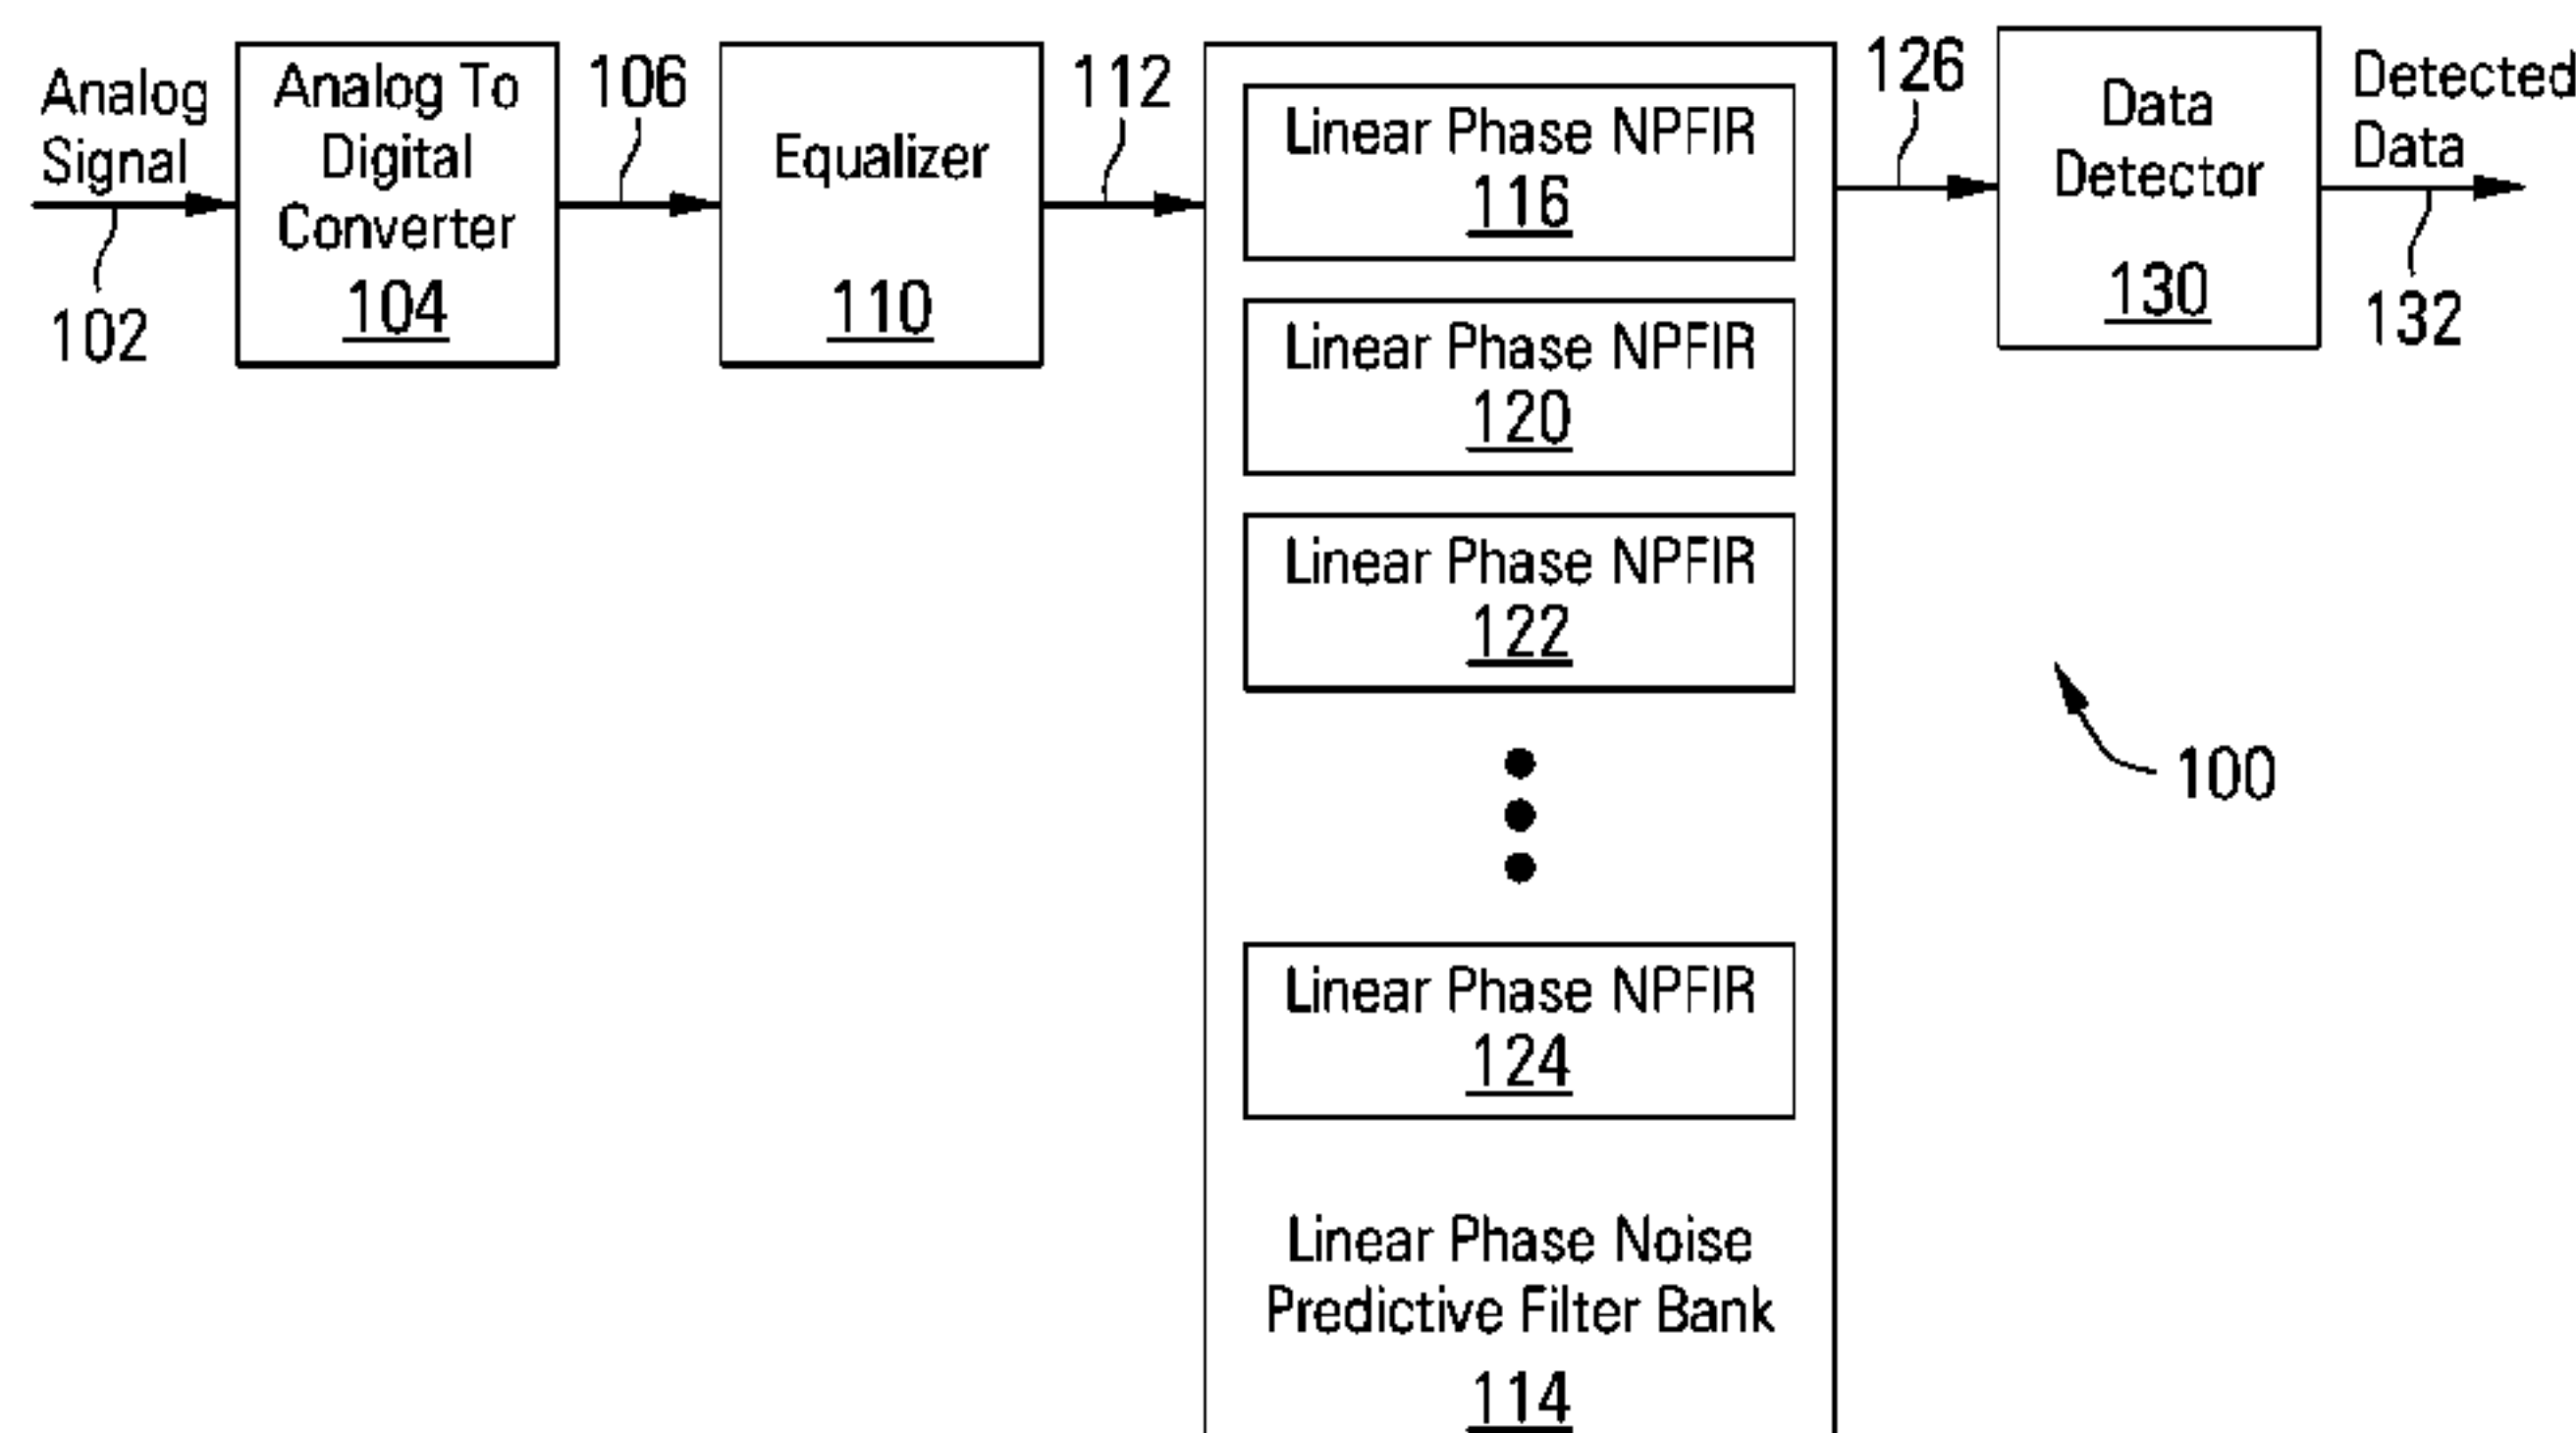 Analog
Signal
102
Analog To
Digital
Converter
104
106
Equalizer
110
112
Linear Phase NPFIR
116
Linear Phase NPFIR
120
Linear Phase NPFIR
122
Linear Phase NPFIR
124
Linear Phase Noise
Predictive Filter Bank
114
126
Data
Detector
130
Detected
Data
132
100